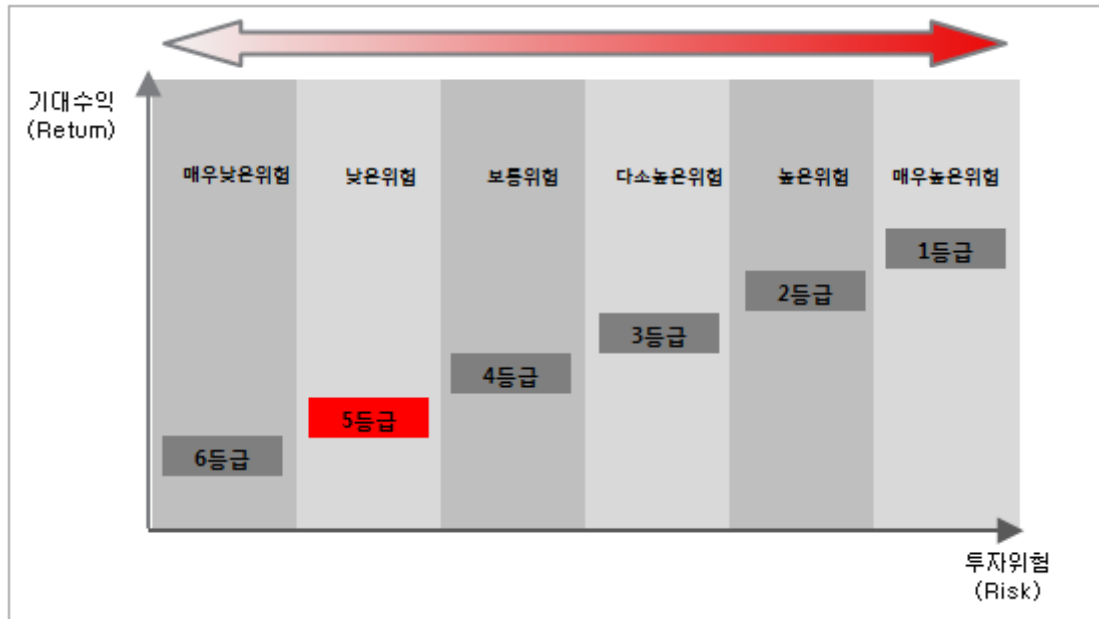 기대수익
(Return)
매우낮은위험 낮은위험 보통위험 다소높은위험 높은위험 매우높은위험
1등급
2등급
3등급
4등급
5등급
6등급
투자위험
(Risk)